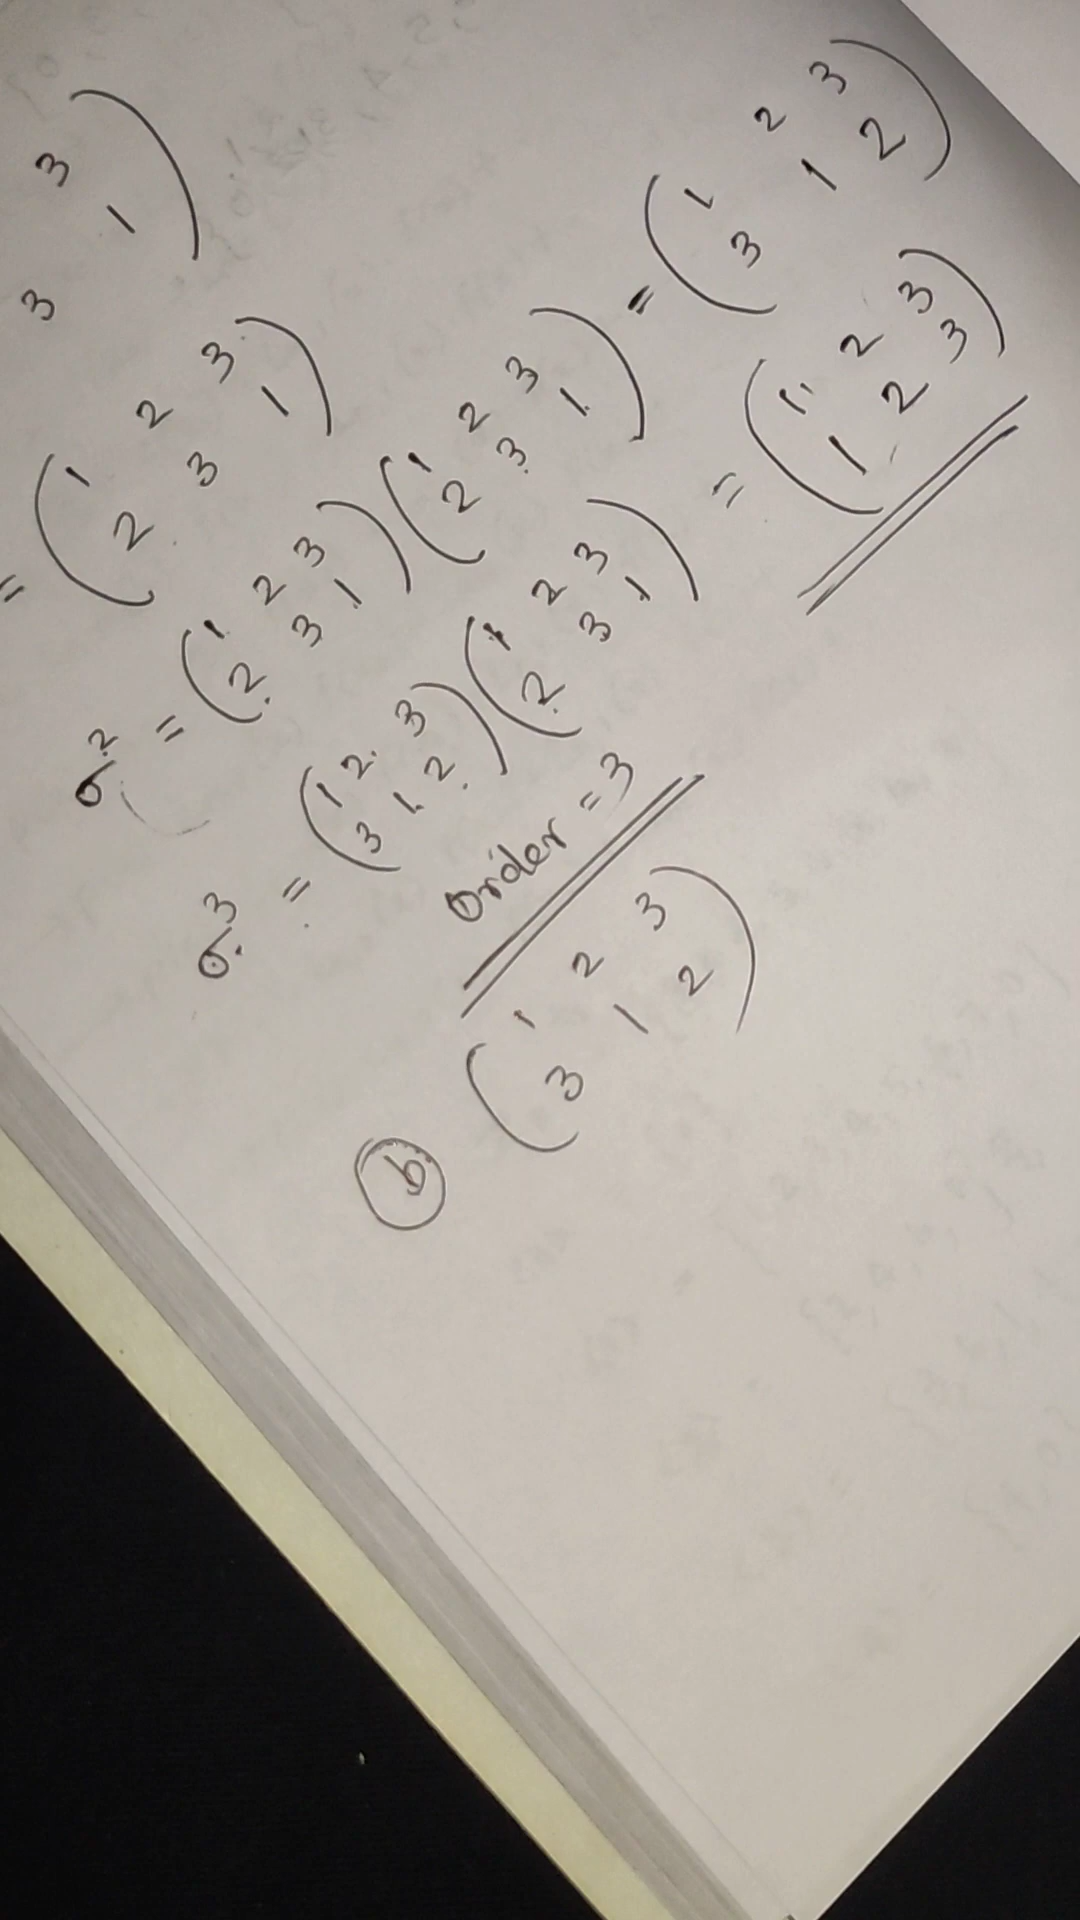 3 3
1
= ( 1 2 3 )
2 3 1
σ² = ( 1 2 3 ) ( 1 2 3 ) = ( 1 2 3 )
2 3 1 2 3 1 3 1 2
σ³ = ( 1 2 3 ) ( 1 2 3 ) = ( 1 2 3 )
3 1 2 2 3 1 1 2 3
Order = 3
b. ( 1 2 3 )
3 1 2